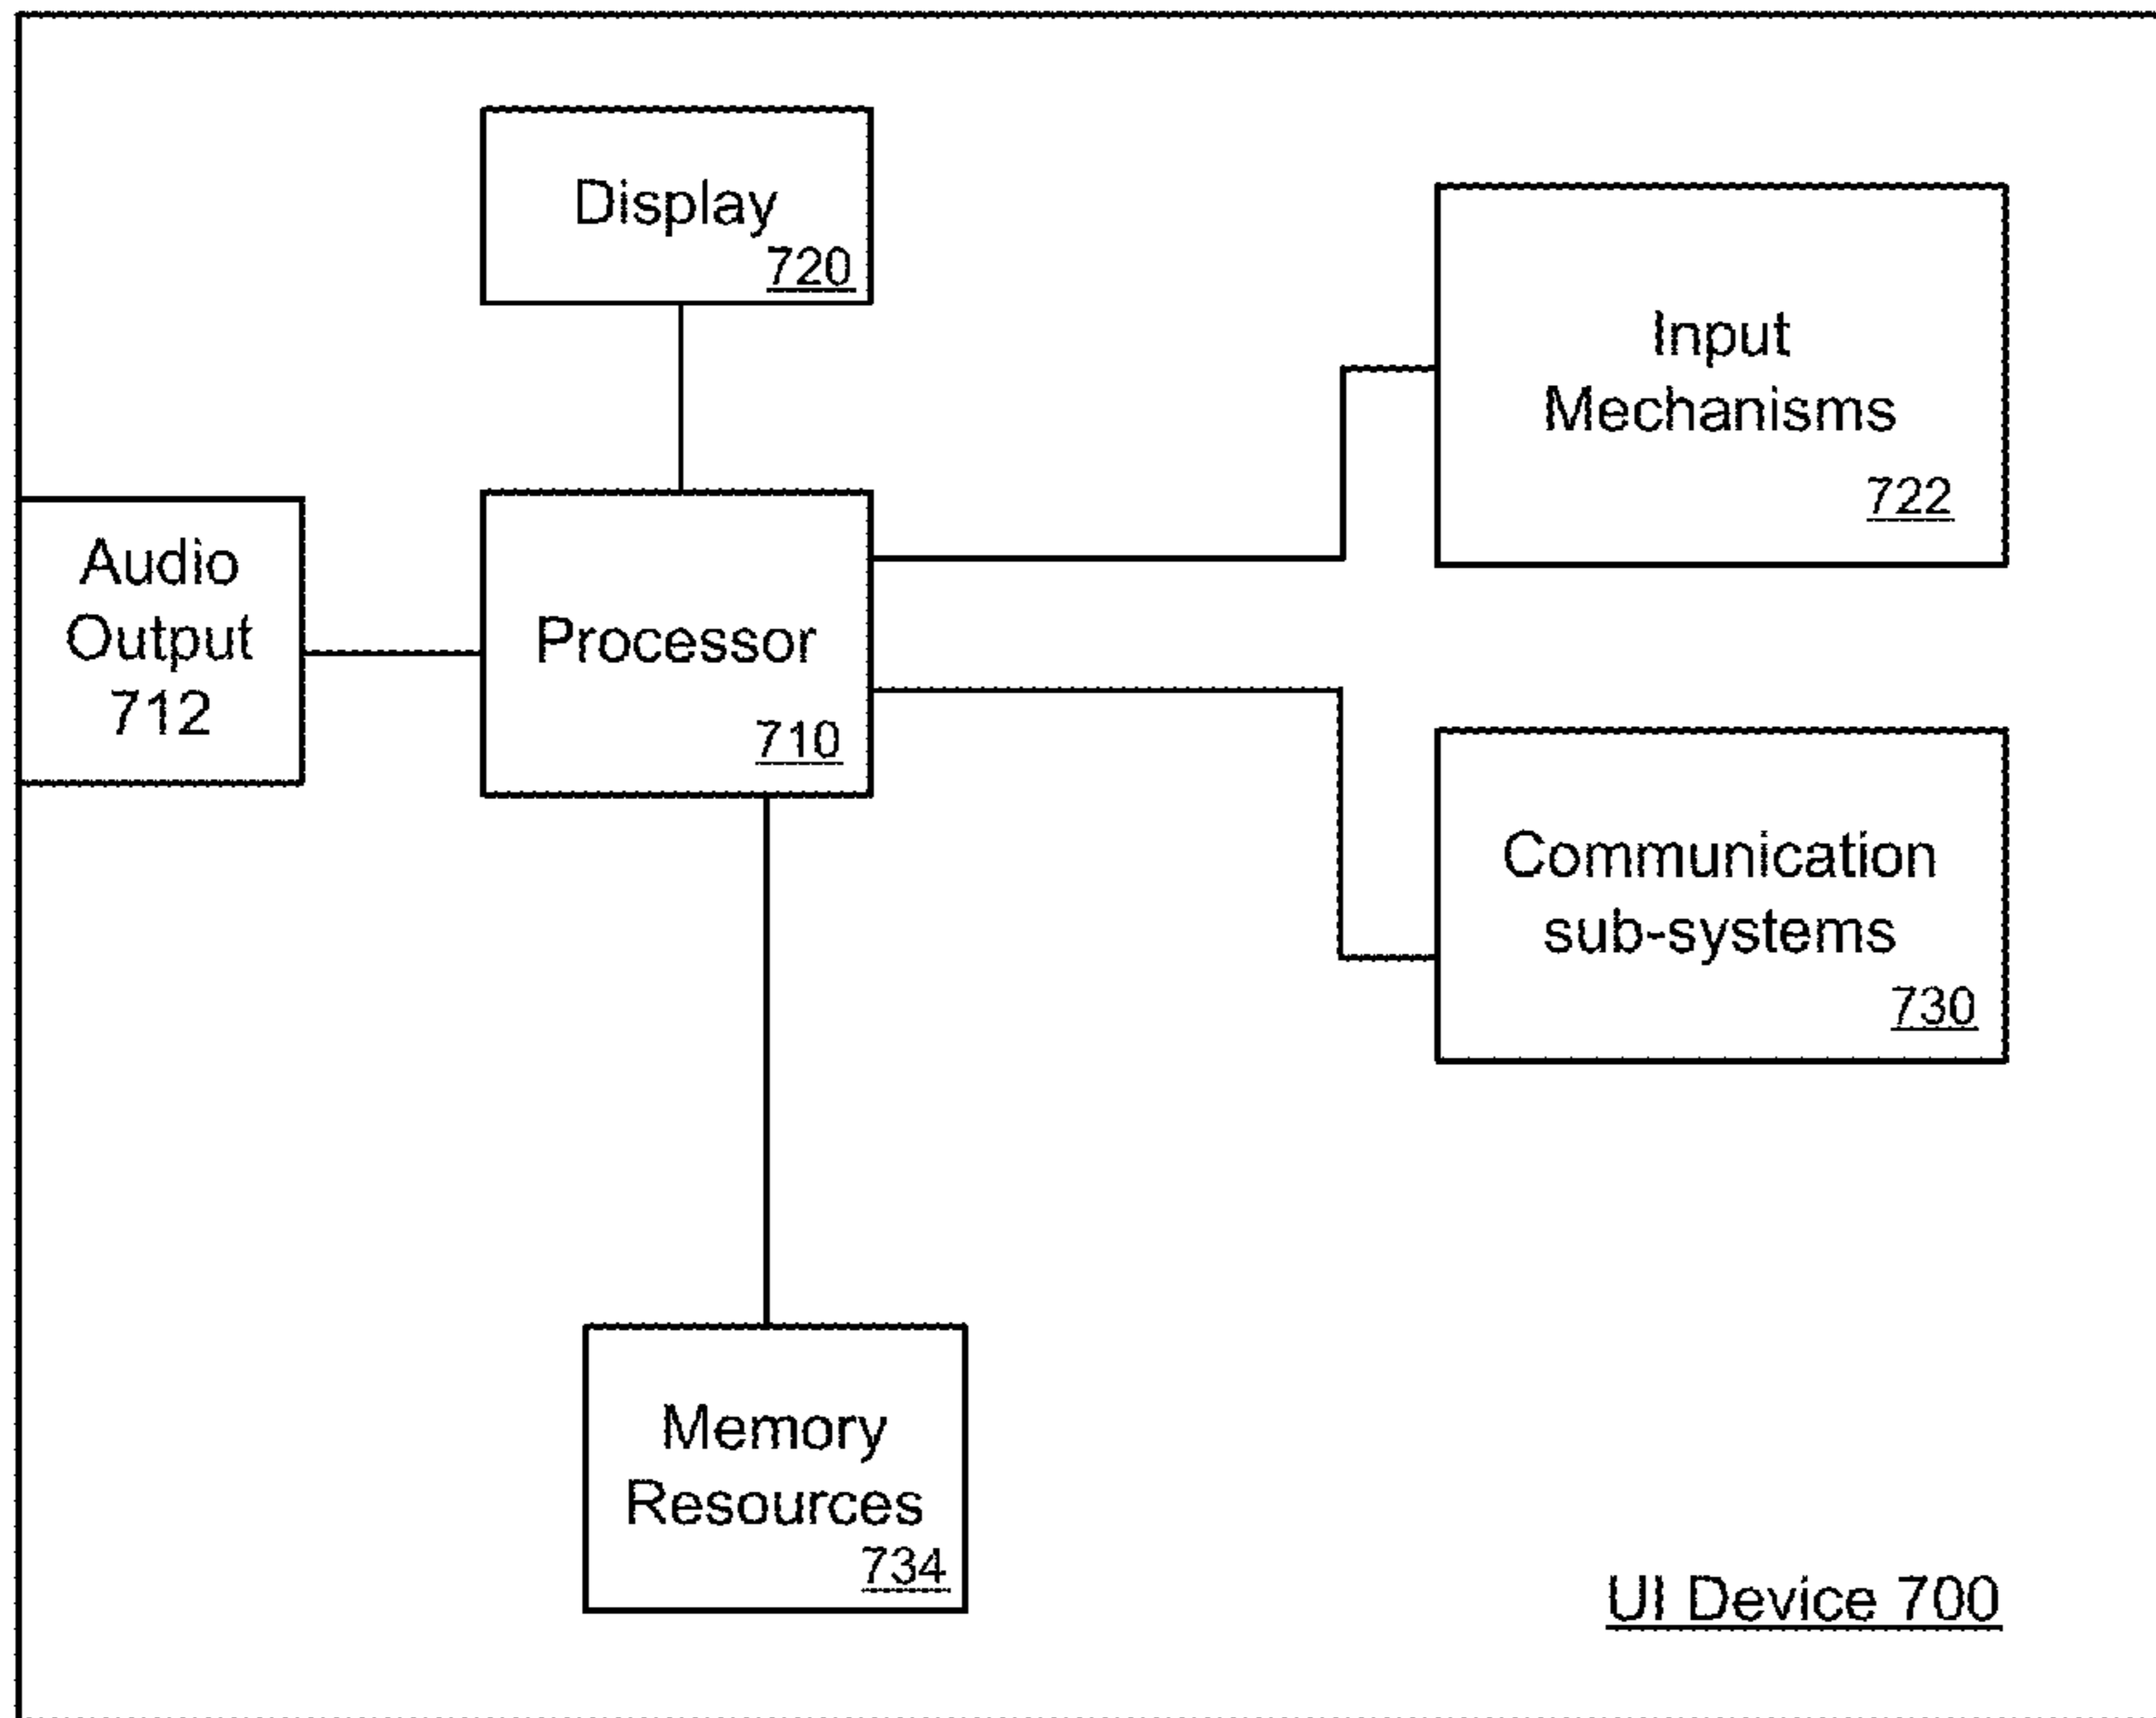 Display
720
Input
Mechanisms
722
Audio
Output
712
Processor
710
Communication
sub-systems
730
Memory
Resources
734
UI Device 700